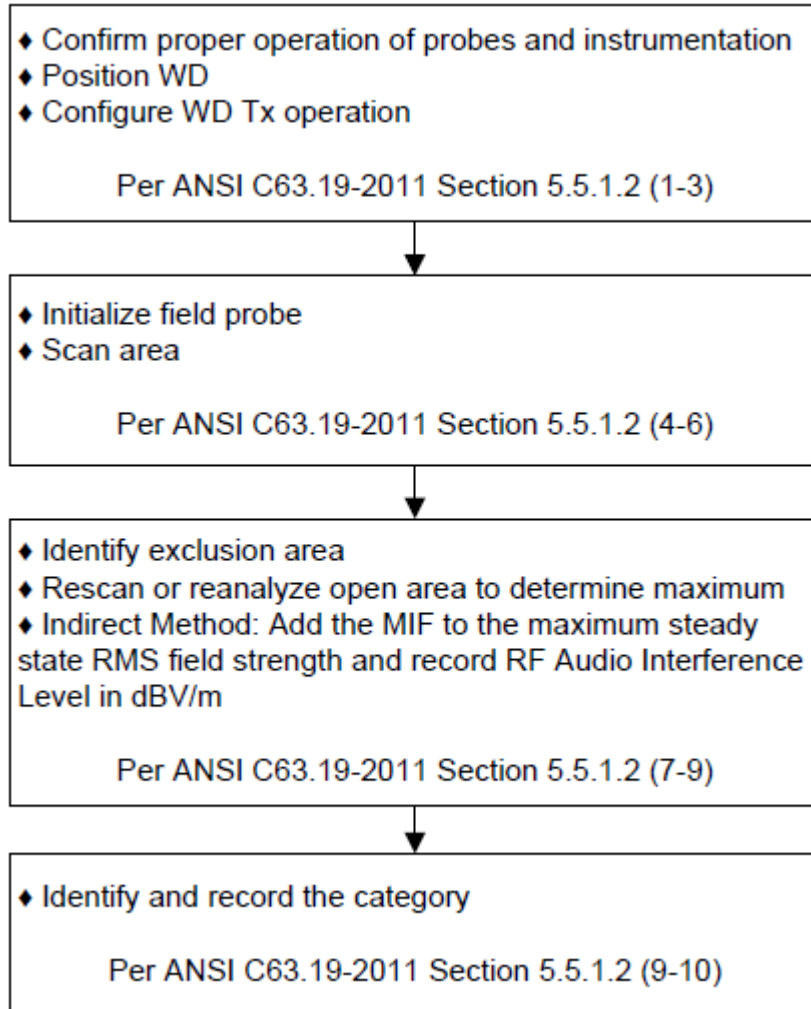 ♦ Confirm proper operation of probes and instrumentation
♦ Position WD
♦ Configure WD Tx operation
Per ANSI C63.19-2011 Section 5.5.1.2 (1-3)
♦ Initialize field probe
♦ Scan area
Per ANSI C63.19-2011 Section 5.5.1.2 (4-6)
♦ Identify exclusion area
♦ Rescan or reanalyze open area to determine maximum
♦ Indirect Method: Add the MIF to the maximum steady
state RMS field strength and record RF Audio Interference
Level in dBV/m
Per ANSI C63.19-2011 Section 5.5.1.2 (7-9)
♦ Identify and record the category
Per ANSI C63.19-2011 Section 5.5.1.2 (9-10)